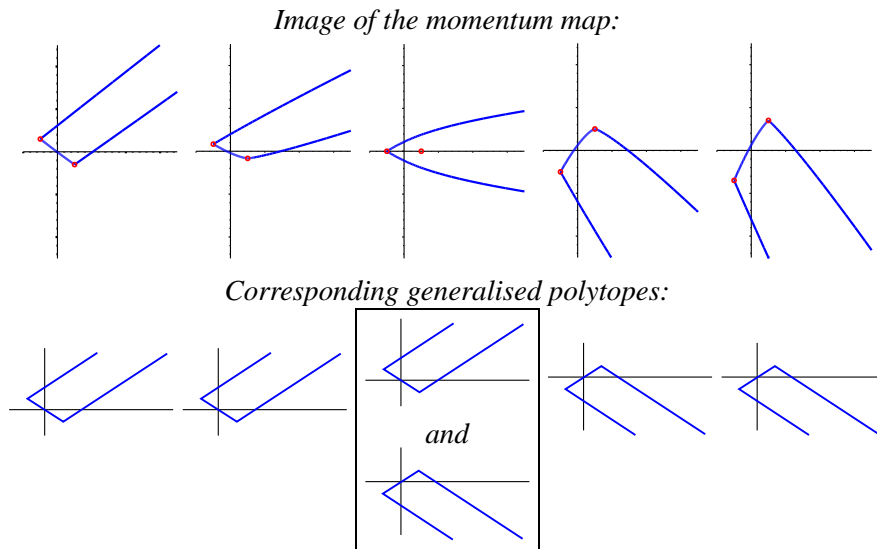 Image of the momentum map:
Corresponding generalised polytopes:
and